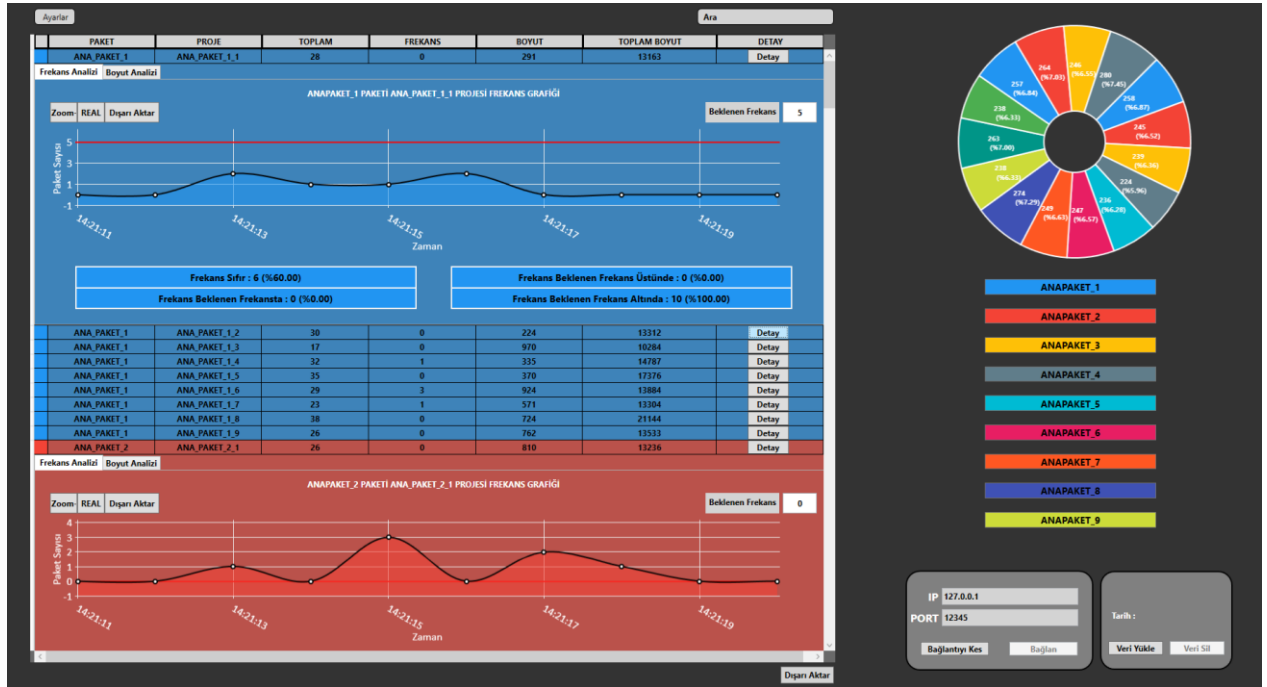 Ayarlar
Ara
PAKET PROJE TOPLAM FREKANS BOYUT TOPLAM BOYUT DETAY
ANA_PAKET_1 ANA_PAKET_1_1 28 0 291 13163 Detay
Frekans Analizi Boyut Analizi
ANAPAKET_1 PAKETİ ANA_PAKET_1_1 PROJESİ FREKANS GRAFİĞİ
Zoom- REAL Dışarı Aktar
Beklenen Frekans 5
Paket Sayısı
5
3
1
-1
14:21:11 14:21:13 14:21:15 14:21:17 14:21:19
Zaman
Frekans Sıfır : 6 (%60.00)
Frekans Beklenen Frekans Üstünde : 0 (%0.00)
Frekans Beklenen Frekansta : 0 (%0.00)
Frekans Beklenen Frekans Altında : 10 (%100.00)
ANA_PAKET_1 ANA_PAKET_1_2 30 0 224 13312 Detay
ANA_PAKET_1 ANA_PAKET_1_3 17 0 970 10284 Detay
ANA_PAKET_1 ANA_PAKET_1_4 32 1 335 14787 Detay
ANA_PAKET_1 ANA_PAKET_1_5 35 0 370 17376 Detay
ANA_PAKET_1 ANA_PAKET_1_6 29 3 924 13884 Detay
ANA_PAKET_1 ANA_PAKET_1_7 23 1 571 13304 Detay
ANA_PAKET_1 ANA_PAKET_1_8 38 0 724 21144 Detay
ANA_PAKET_1 ANA_PAKET_1_9 26 0 762 13533 Detay
ANA_PAKET_2 ANA_PAKET_2_1 26 0 810 13236 Detay
Frekans Analizi Boyut Analizi
ANAPAKET_2 PAKETİ ANA_PAKET_2_1 PROJESİ FREKANS GRAFİĞİ
Zoom- REAL Dışarı Aktar
Beklenen Frekans 0
Paket Sayısı
4
3
2
1
0
-1
14:21:11 14:21:13 14:21:15 14:21:17 14:21:19
Zaman
Dışarı Aktar
246
(%6.55)
280
(%7.45)
258
(%6.87)
245
(%6.52)
239
(%6.36)
224
(%5.96)
236
(%6.28)
247
(%6.57)
249
(%6.63)
274
(%7.29)
238
(%6.33)
263
(%7.00)
238
(%6.33)
257
(%6.84)
264
(%7.03)
ANAPAKET_1
ANAPAKET_2
ANAPAKET_3
ANAPAKET_4
ANAPAKET_5
ANAPAKET_6
ANAPAKET_7
ANAPAKET_8
ANAPAKET_9
IP 127.0.0.1
PORT 12345
Bağlantıyı Kes Bağlan
Tarih :
Veri Yükle Veri Sil